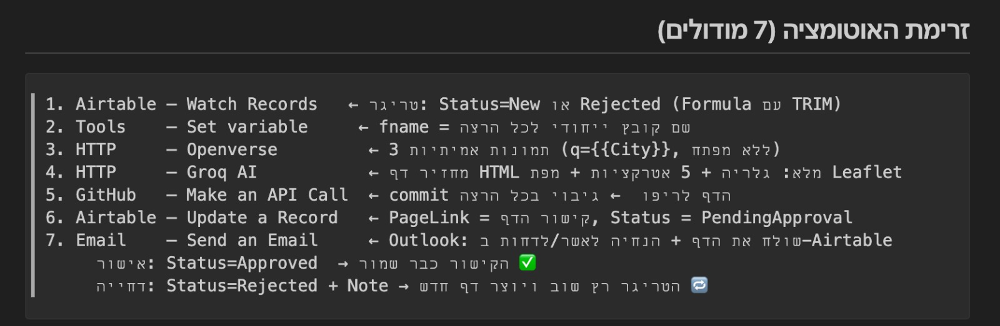 זרימת האוטומציה (7 מודולים)
1. Airtable – Watch Records ← טריגר: Status=New או Rejected (Formula עם TRIM)
2. Tools – Set variable ← fname = שם קובץ ייחודי לכל הרצה
3. HTTP – Openverse ← 3 תמונות אמיתיות (q={{City}}, ללא מפתח)
4. HTTP – Groq AI ← מחזיר דף HTML מלא: גלריה + 5 אטרקציות + מפת Leaflet
5. GitHub – Make an API Call ← commit הדף לריפו ← גיבוי בכל הרצה
6. Airtable – Update a Record ← PageLink = קישור הדף, Status = PendingApproval
7. Email – Send an Email ← Outlook: שולח את הדף + הנחיה לאשר/לדחות ב-Airtable
אישור: Status=Approved → הקישור כבר שמור ✅
דחייה: Status=Rejected + Note → הטריגר רץ שוב ויוצר דף חדש 🔁